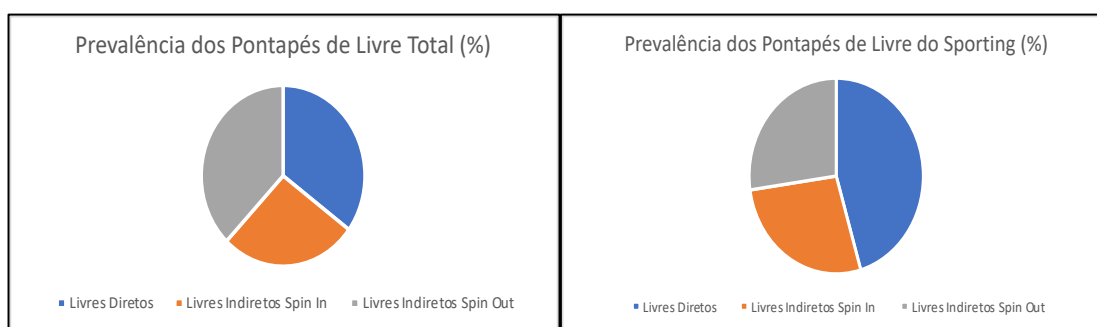 Prevalência dos Pontapés de Livre Total (%)
Livres Diretos Livres Indiretos Spin In Livres Indiretos Spin Out
Prevalência dos Pontapés de Livre do Sporting (%)
Livres Diretos Livres Indiretos Spin In Livres Indiretos Spin Out